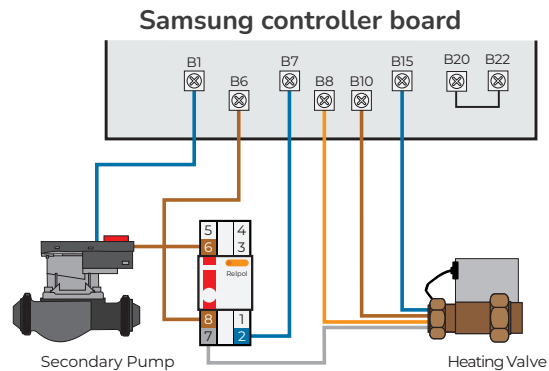 Samsung controller board
B1 B7 B15 B20 B22
B6 B8 B10
5 4
6 3
Relpol
8 1
7 2
Secondary Pump
Heating Valve